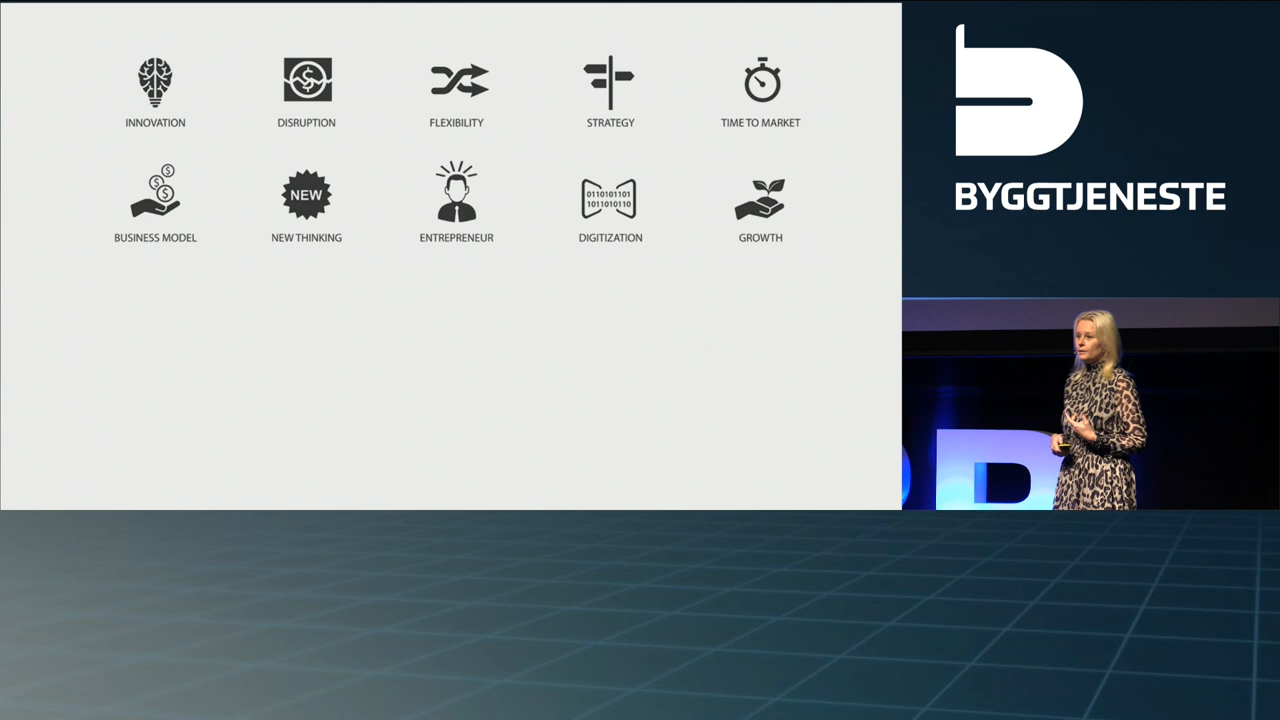 INNOVATION
DISRUPTION
FLEXIBILITY
STRATEGY
TIME TO MARKET
NEW
0110101101
1011010110
BUSINESS MODEL
NEW THINKING
ENTREPRENEUR
DIGITIZATION
GROWTH
BYGGTJENESTE